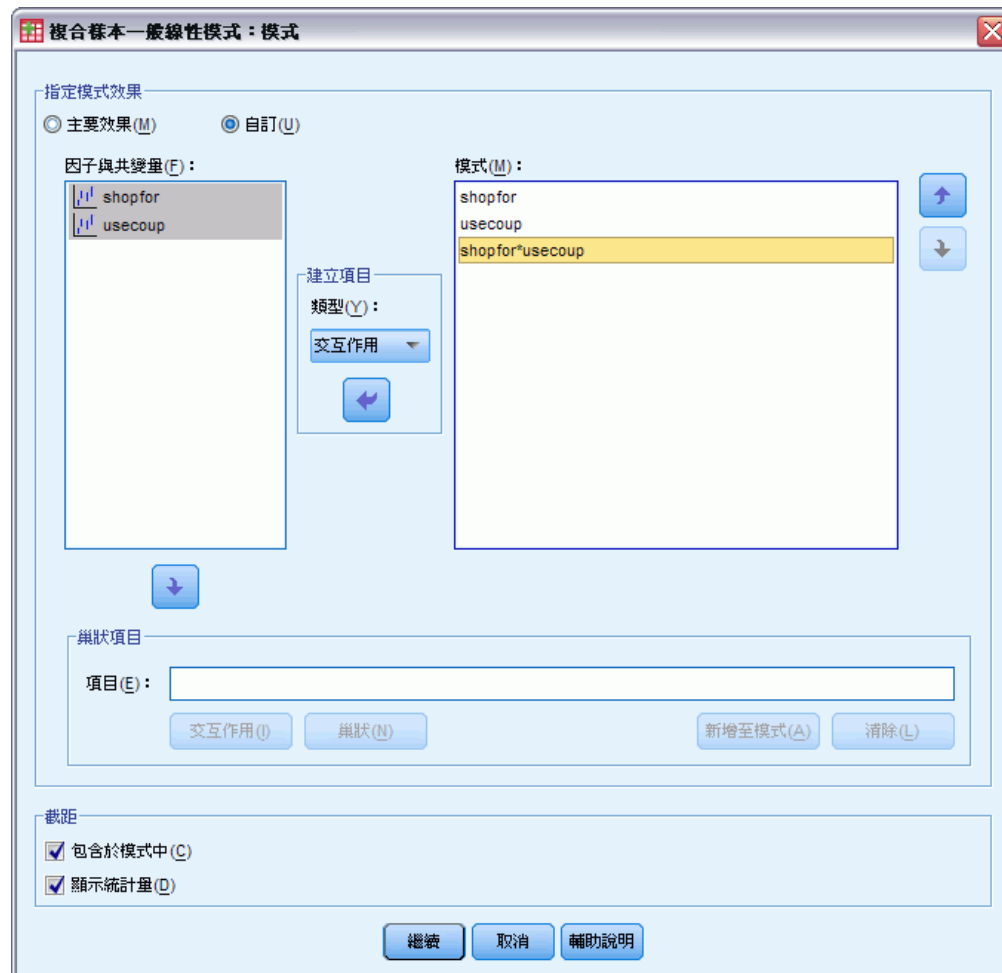 複合樣本一般線性模式：模式
指定模式效果
主要效果(M) 自訂(U)
因子與共變量(F)：
shopfor
usecoup
建立項目
類型(Y)：
交互作用
模式(M)：
shopfor
usecoup
shopfor*usecoup
巢狀項目
項目(E)：
交互作用(I) 巢狀(N) 新增至模式(A) 清除(L)
截距
包含於模式中(C)
顯示統計量(D)
繼續 取消 輔助說明